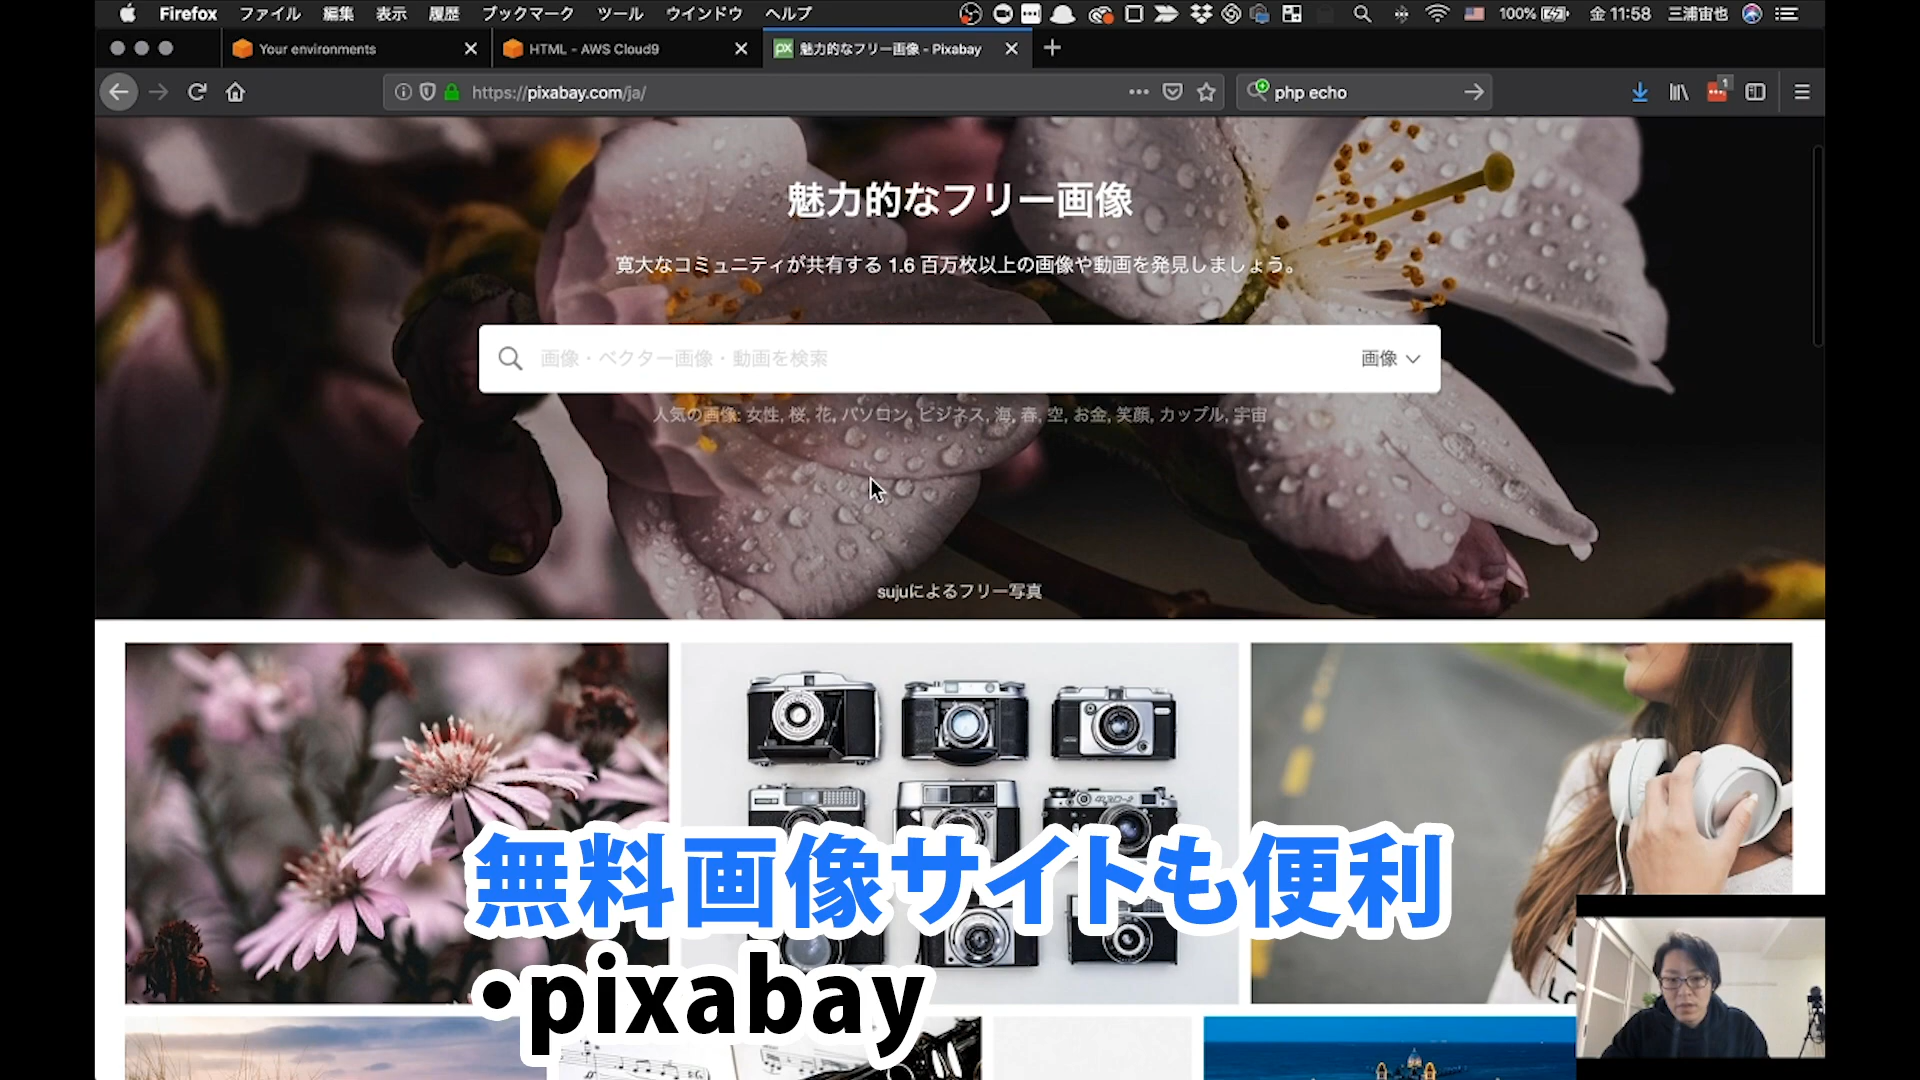 Firefox ファイル 編集 表示 履歴 ブックマーク ツール ウインドウ ヘルプ 100% 金 11:58 三浦宙也
Your environments HTML - AWS Cloud9 魅力的なフリー画像 - Pixabay
https://pixabay.com/ja/ php echo 1
魅力的なフリー画像
寛大なコミュニティが共有する 1.6 百万枚以上の画像や動画を発見しましょう。
画像・ベクター画像・動画を検索 画像
人気の画像: 女性, 桜, 花, パソコン, ビジネス, 海, 春, 空, お金, 笑顔, カップル, 宇宙
sujuによるフリー写真
無料画像サイトも便利
・pixabay